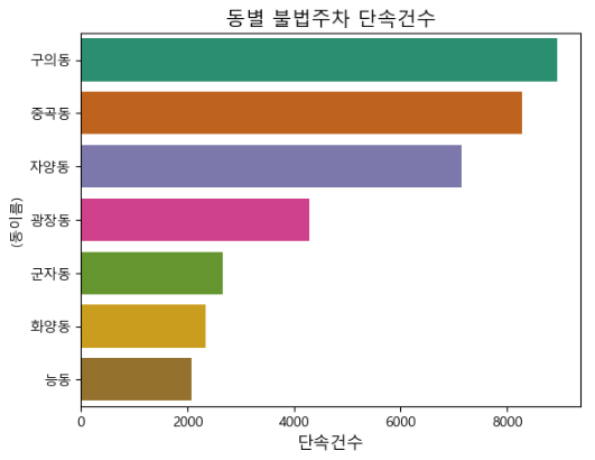 동별 불법주차 단속건수
구의동
중곡동
자양동
광장동
군자동
화양동
능동
(동이름)
0 2000 4000 6000 8000
단속건수